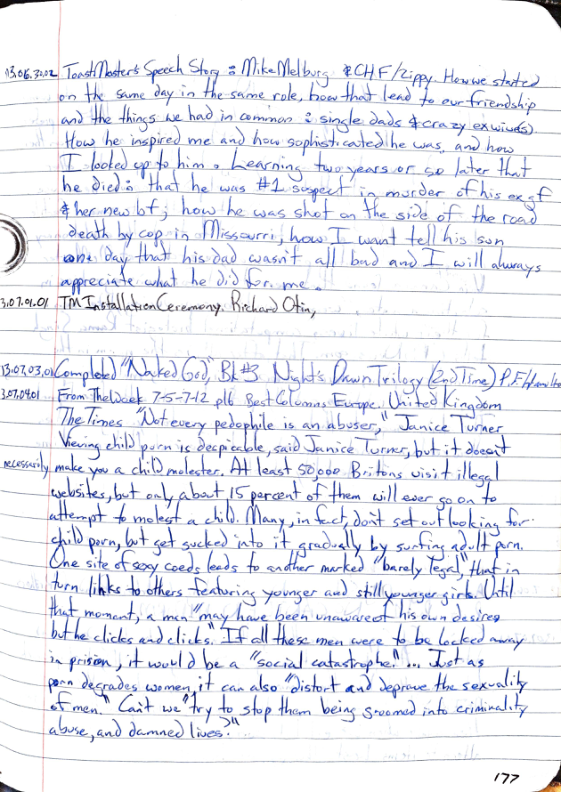 13.06.30.02 ToastMasters Speech Story: Mike Melburg & CHF/Zippy. How we started
on the same day in the same role, how that lead to our friendship
and the things we had in common: single dads & crazy exwives).
How he inspired me and how sophisticated he was, and how
I looked up to him. Learning two years or so later that
he died: that he was #1 suspect in murder of his exgf
& her new bf; how he was shot on the side of the road
death by cop in Missourri; how I want tell his son
one day that his dad wasn't all bad and I will always
appreciate what he did for me.
3.07.01.01 TM Installation Ceremony. Richard Otin,
13.07.03.01 Completed "Naked God," Bk#3 Night's Dawn Trilogy (2nd Time) P.F. Hamilto
3.07.04.01 From The Week 7-5-7-12 p16 Best Columns Europe. United Kingdom
The Times "Not every pedophile is an abuser," Janice Turner
Viewing child porn is despicable, said Janice Turner, but it doesnt
necessarily make you a child molester. At least 50,000 Britons visit illegal
websites, but only about 15 percent of them will ever go on to
attempt to molest a child. Many, in fact, don't set out looking for
child porn, but get sucked into it gradually by surfing adult porn.
One site of sexy coeds leads to another marked "barely legal," that in
turn links to others featuring younger and still younger girls. Until
that moment, a man "may have been unaware of his own desires
but he clicks and clicks." If all these men were to be locked away
in prision, it would be a "social catastrophe." ... Just as
porn degrades women, it can also "distort and deprave the sexuality
of men." Can't we "try to stop them being groomed into criminality
abuse, and damned lives?"
177